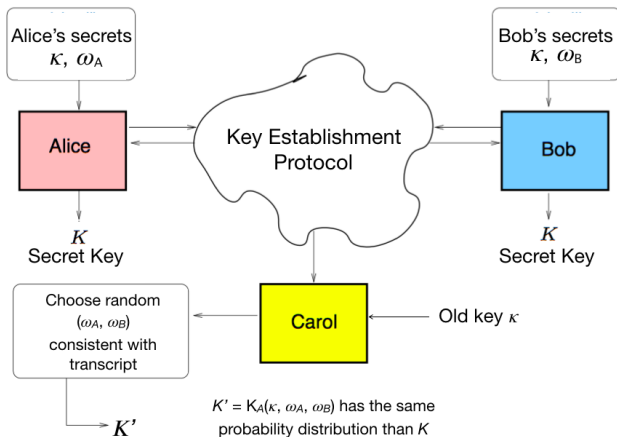 Alice's secrets
κ, ωA
Bob's secrets
κ, ωB
Alice
Key Establishment
Protocol
Bob
K
Secret Key
K
Secret Key
Choose random
(ωA, ωB)
consistent with
transcript
Carol
Old key κ
K'
K' = KA(κ, ωA, ωB) has the same
probability distribution than K